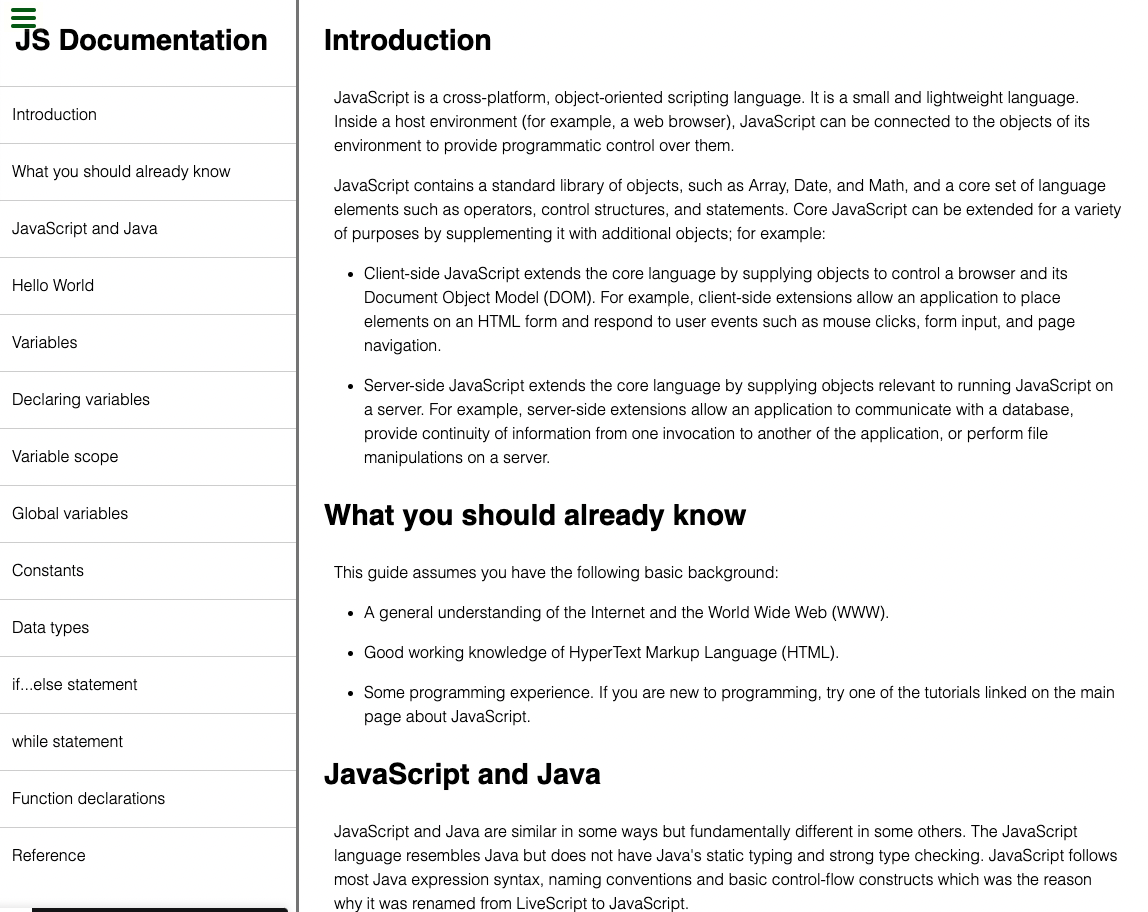 JS Documentation
Introduction
What you should already know
JavaScript and Java
Hello World
Variables
Declaring variables
Variable scope
Global variables
Constants
Data types
if...else statement
while statement
Function declarations
Reference
Introduction
JavaScript is a cross-platform, object-oriented scripting language. It is a small and lightweight language.
Inside a host environment (for example, a web browser), JavaScript can be connected to the objects of its
environment to provide programmatic control over them.
JavaScript contains a standard library of objects, such as Array, Date, and Math, and a core set of language
elements such as operators, control structures, and statements. Core JavaScript can be extended for a variety
of purposes by supplementing it with additional objects; for example:
• Client-side JavaScript extends the core language by supplying objects to control a browser and its
Document Object Model (DOM). For example, client-side extensions allow an application to place
elements on an HTML form and respond to user events such as mouse clicks, form input, and page
navigation.
• Server-side JavaScript extends the core language by supplying objects relevant to running JavaScript on
a server. For example, server-side extensions allow an application to communicate with a database,
provide continuity of information from one invocation to another of the application, or perform file
manipulations on a server.
What you should already know
This guide assumes you have the following basic background:
• A general understanding of the Internet and the World Wide Web (WWW).
• Good working knowledge of HyperText Markup Language (HTML).
• Some programming experience. If you are new to programming, try one of the tutorials linked on the main
page about JavaScript.
JavaScript and Java
JavaScript and Java are similar in some ways but fundamentally different in some others. The JavaScript
language resembles Java but does not have Java's static typing and strong type checking. JavaScript follows
most Java expression syntax, naming conventions and basic control-flow constructs which was the reason
why it was renamed from LiveScript to JavaScript.